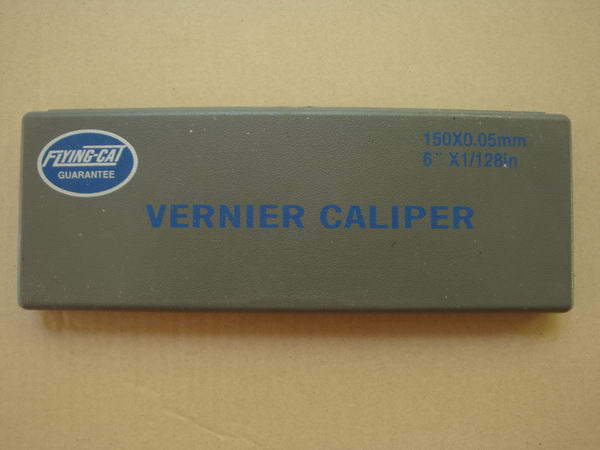 FLYING-CAT
GUARANTEE
150X0.05mm
6" X1/128in
VERNIER CALIPER